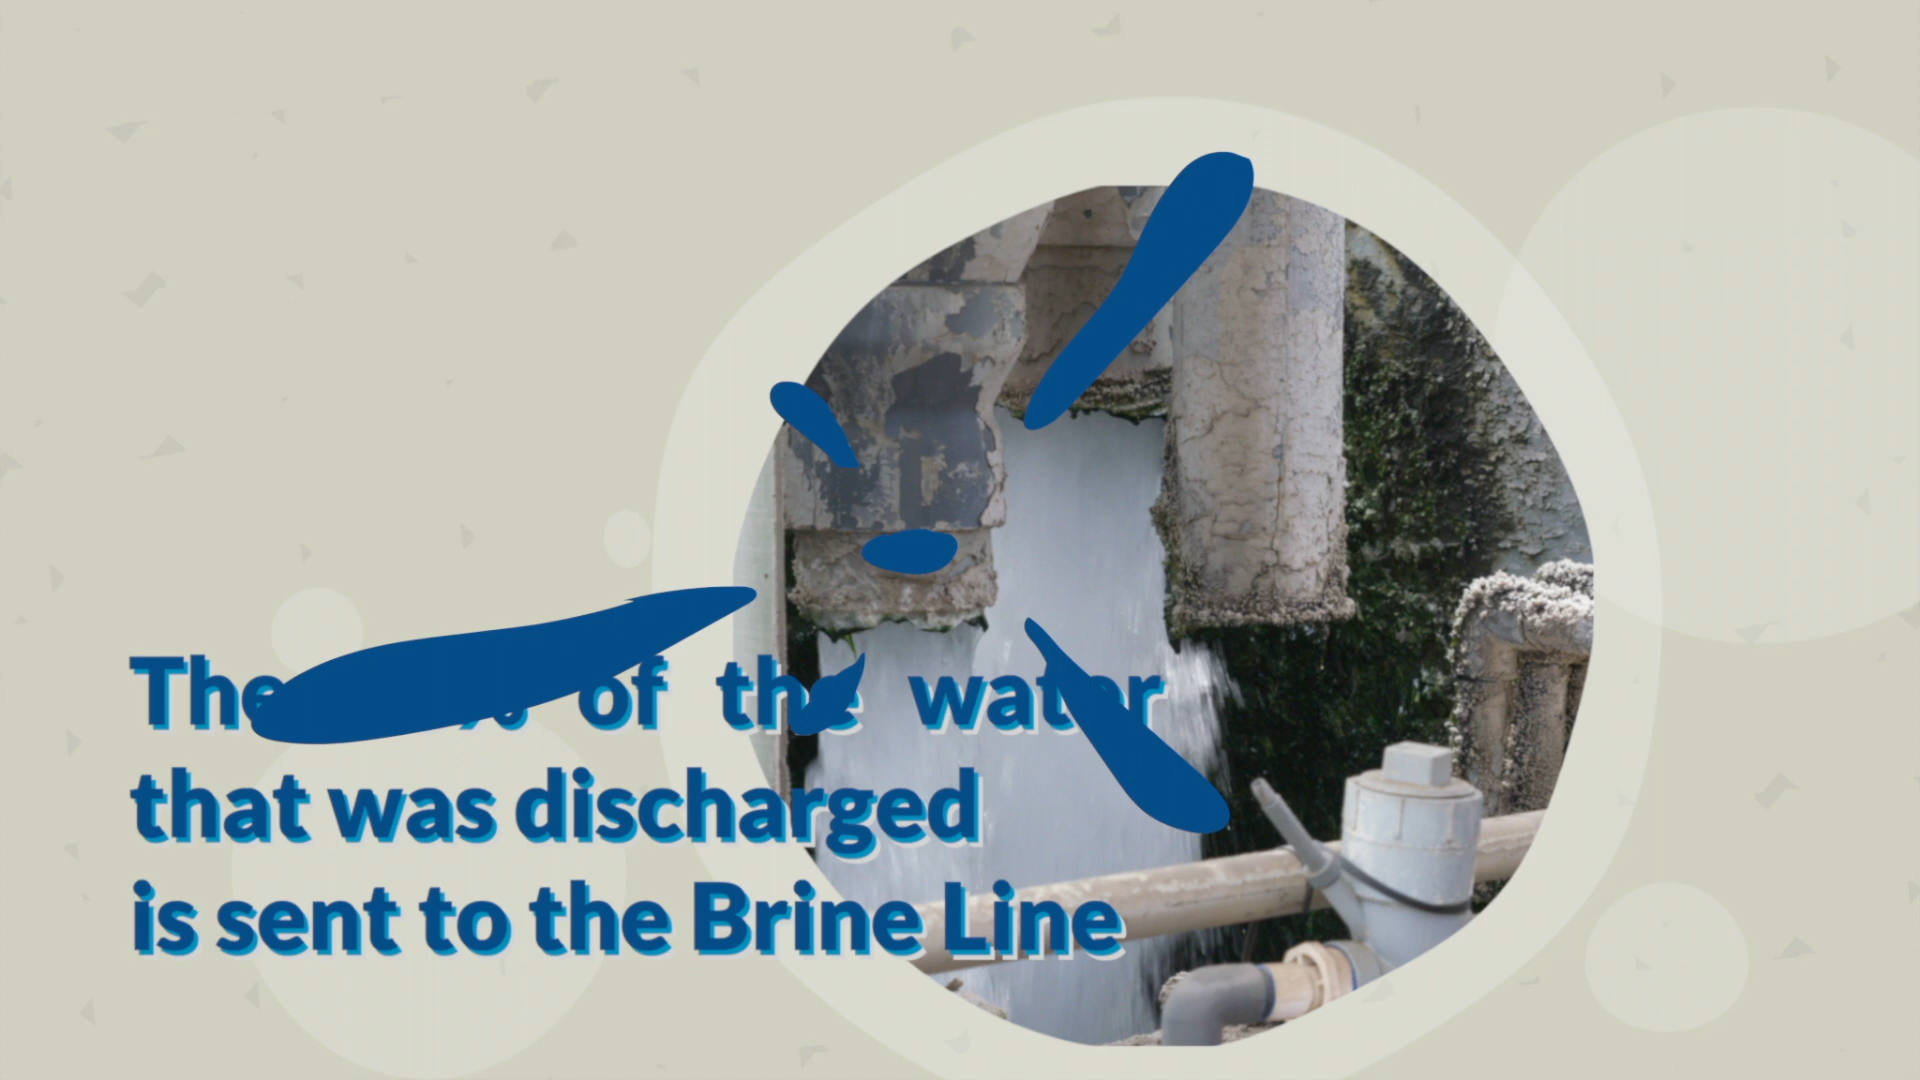 The % of the water
that was discharged
is sent to the Brine Line